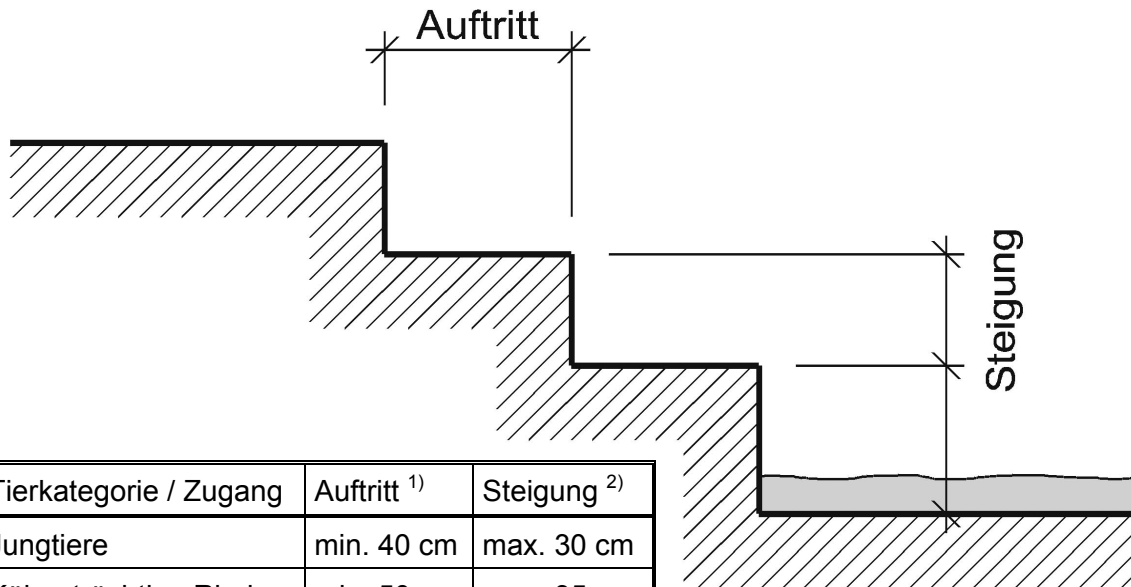 Auftritt
Steigung
Tierkategorie / Zugang Auftritt 1) Steigung 2)
Jungtiere min. 40 cm max. 30 cm